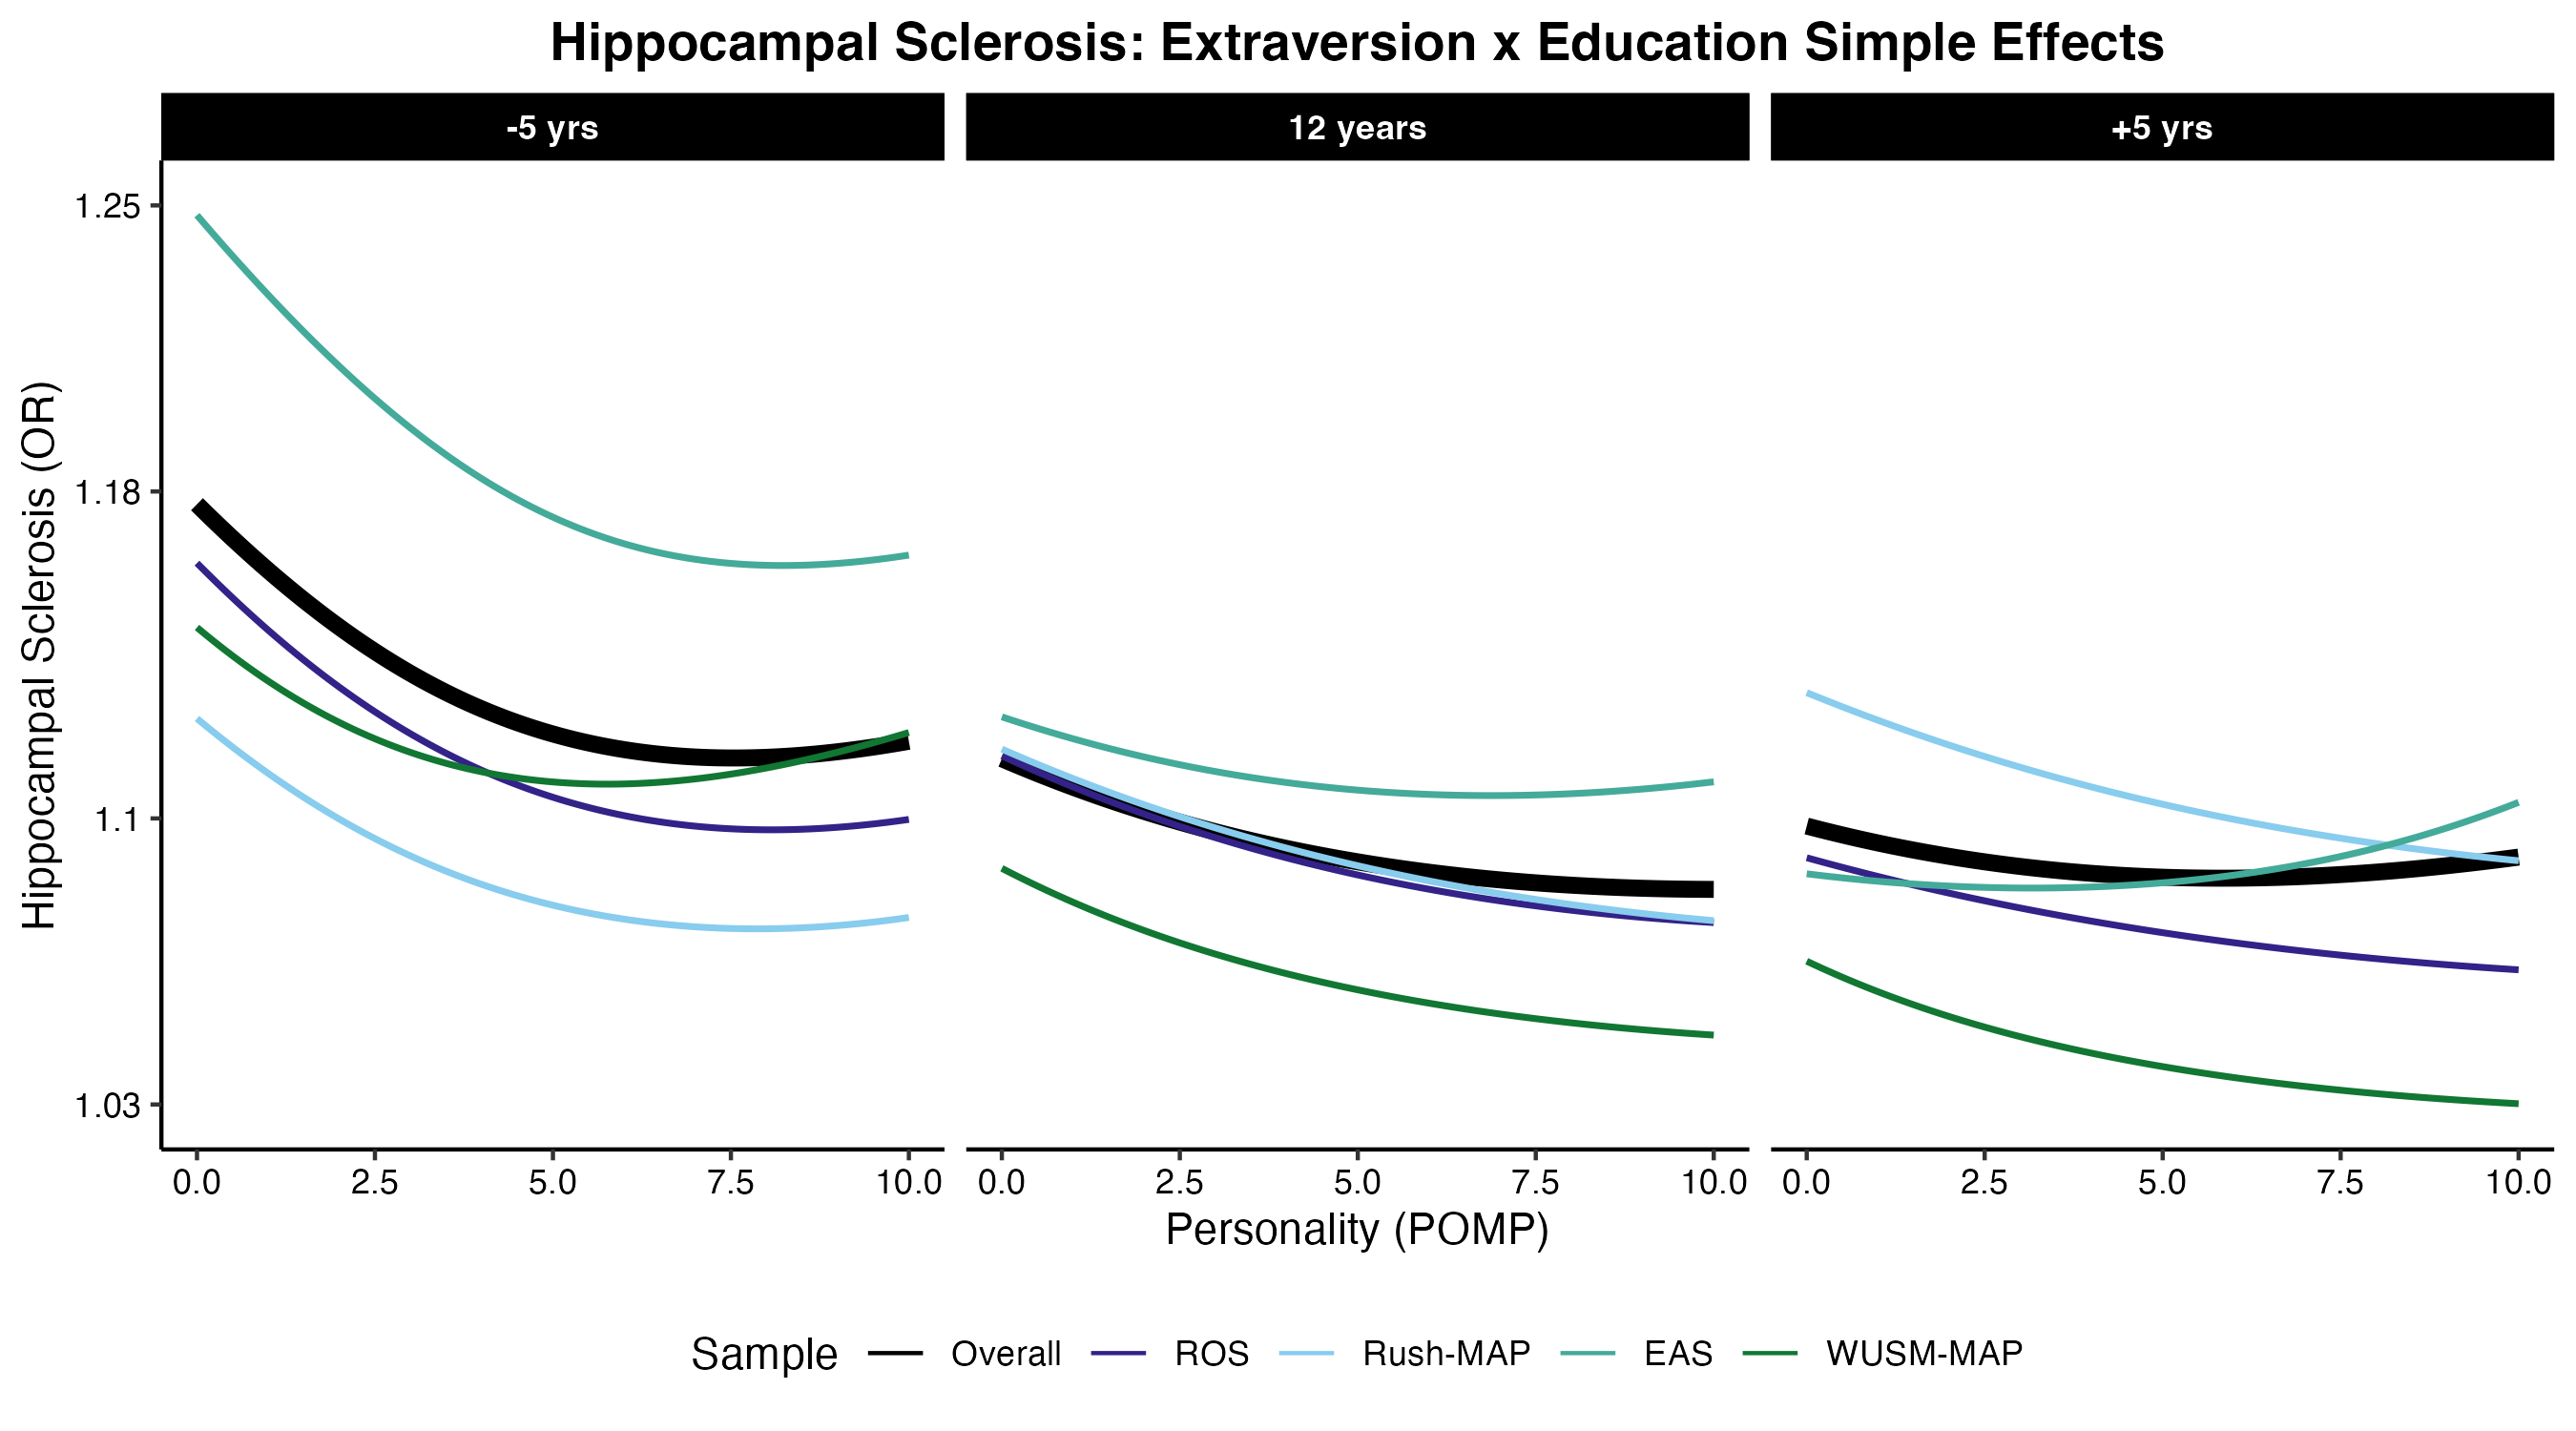 Hippocampal Sclerosis: Extraversion x Education Simple Effects
-5 yrs
12 years
+5 yrs
Hippocampal Sclerosis (OR)
1.25
1.18
1.1
1.03
0.0 2.5 5.0 7.5 10.0
0.0 2.5 5.0 7.5 10.0
0.0 2.5 5.0 7.5 10.0
Personality (POMP)
Sample Overall ROS Rush-MAP EAS WUSM-MAP